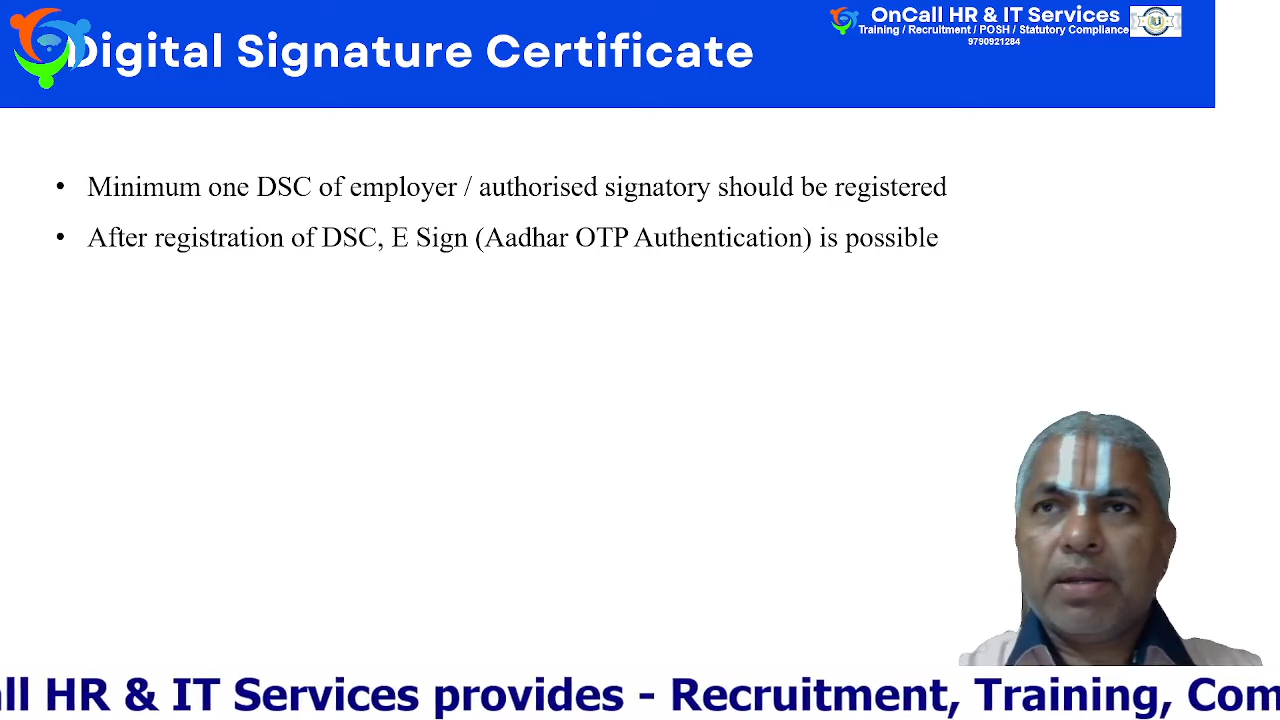 Digital Signature Certificate
OnCall HR & IT Services
Training / Recruitment / POSH / Statutory Compliance
9790921284
• Minimum one DSC of employer / authorised signatory should be registered
• After registration of DSC, E Sign (Aadhar OTP Authentication) is possible
all HR & IT Services provides - Recruitment, Training, Com